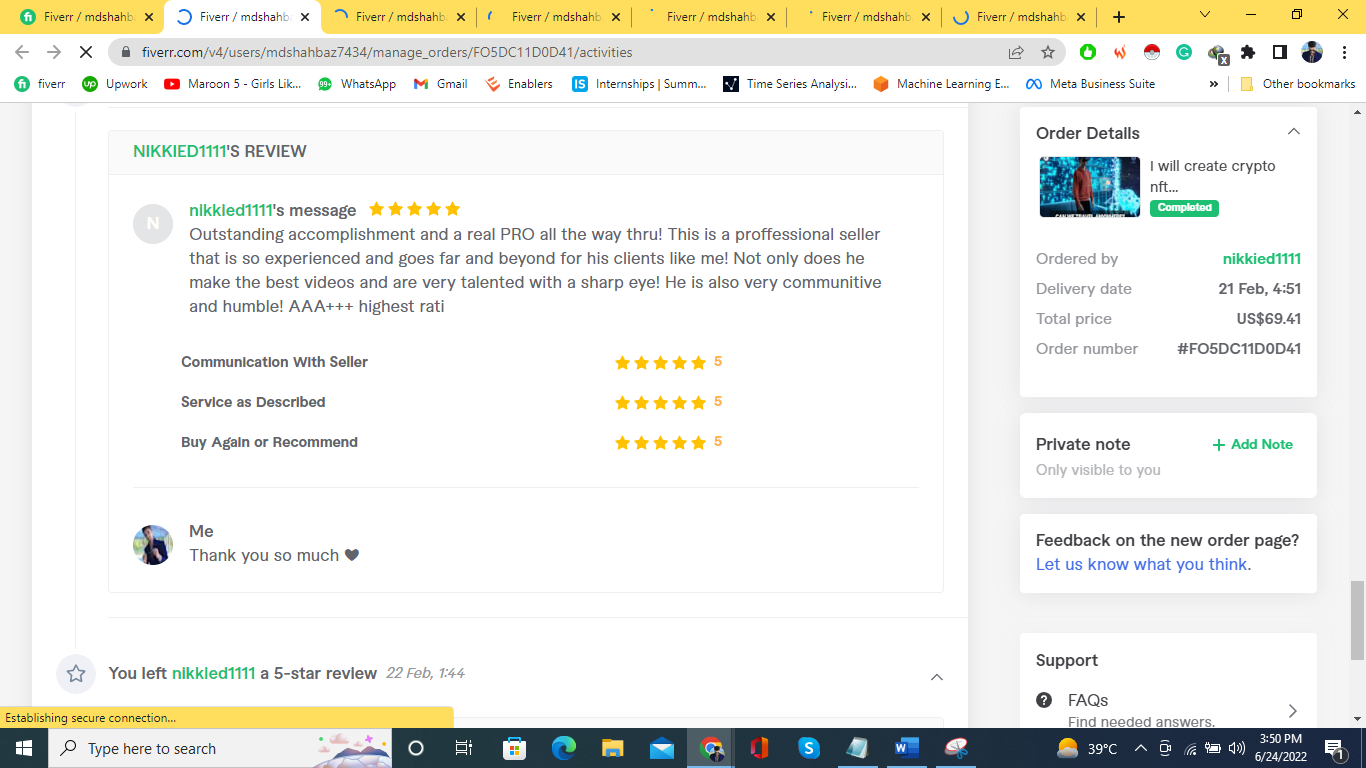 Fiverr / mdshahb
Fiverr / mdshahb
Fiverr / mdshahb
Fiverr / mdshahb
Fiverr / mdshahb
Fiverr / mdshahb
Fiverr / mdshahb
fiverr.com/v4/users/mdshahbaz7434/manage_orders/FO5DC11D0D41/activities
fiverr
Upwork
Maroon 5 - Girls Lik...
99+
WhatsApp
Gmail
Enablers
IS
Internships | Summ...
Time Series Analysi...
Machine Learning E...
Meta Business Suite
»
Other bookmarks
NIKKIED1111'S REVIEW
N
nikkied1111's message
Outstanding accomplishment and a real PRO all the way thru! This is a proffessional seller
that is so experienced and goes far and beyond for his clients like me! Not only does he
make the best videos and are very talented with a sharp eye! He is also very communitive
and humble! AAA+++ highest rati
Communication With Seller 5
Service as Described 5
Buy Again or Recommend 5
Me
Thank you so much ♥
You left nikkied1111 a 5-star review 22 Feb, 1:44
Order Details
I will create crypto
nft...
Completed
Ordered by nikkied1111
Delivery date 21 Feb, 4:51
Total price US$69.41
Order number #FO5DC11D0D41
Private note + Add Note
Only visible to you
Feedback on the new order page?
Let us know what you think.
Support
FAQs
Find needed answers.
Establishing secure connection...
Type here to search
39°C
3:50 PM
6/24/2022
1